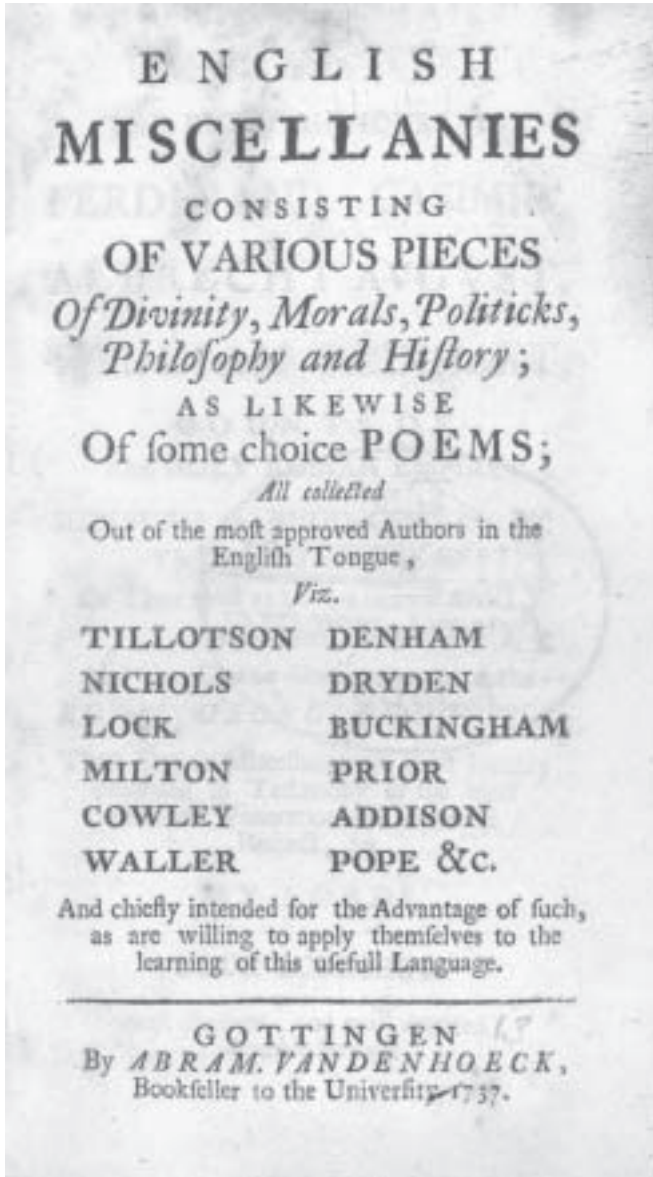 ENGLISH
MISCELLANIES
CONSISTING
OF VARIOUS PIECES
Of Divinity, Morals, Politicks,
Philoſophy and Hiſtory;
AS LIKEWISE
Of ſome choice POEMS;
All collected
Out of the moſt approved Authors in the
Engliſh Tongue,
Viz.
TILLOTSON DENHAM
NICHOLS DRYDEN
LOCK BUCKINGHAM
MILTON PRIOR
COWLEY ADDISON
WALLER POPE &c.
And chiefly intended for the Advantage of ſuch,
as are willing to apply themſelves to the
learning of this uſefull Language.
GOTTINGEN
By ABRAM. VANDENHOECK,
Bookſeller to the Univerſity 1737.